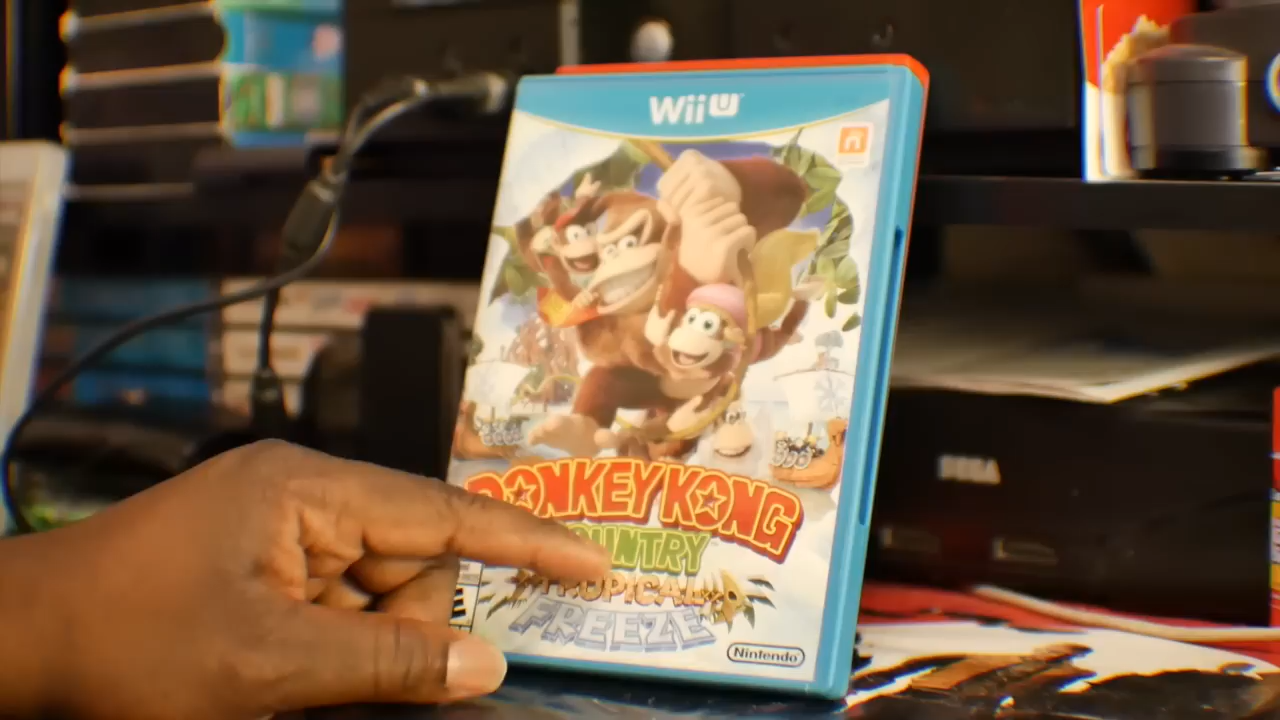 Wii U
DONKEY KONG
COUNTRY
TROPICAL
FREEZE
E
Nintendo
SEGA